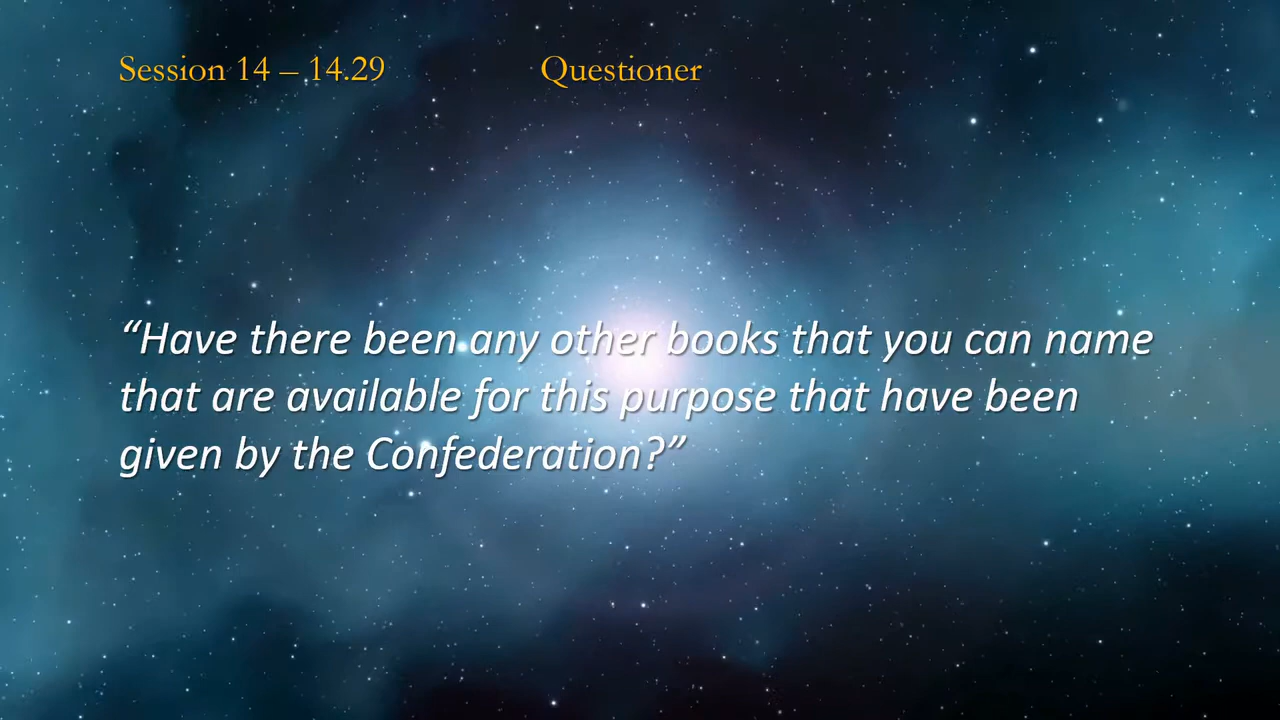 Session 14 – 14.29 Questioner
“Have there been any other books that you can name
that are available for this purpose that have been
given by the Confederation?”